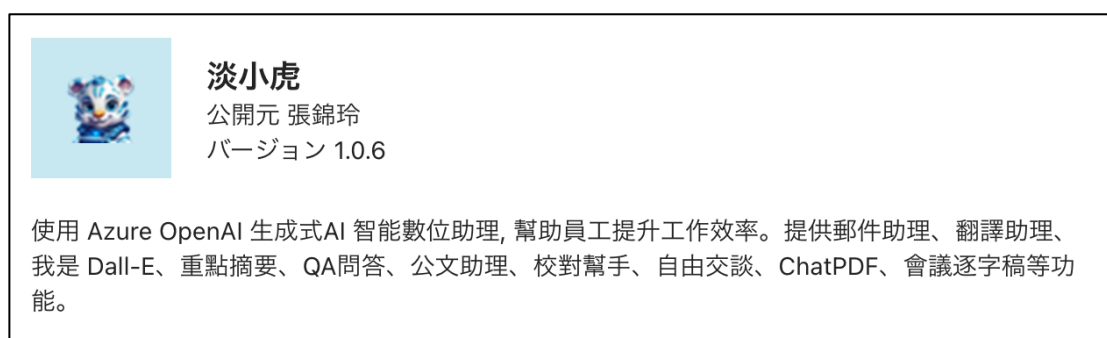 淡小虎
公開元 張錦玲
バージョン 1.0.6
使用 Azure OpenAI 生成式AI 智能數位助理, 幫助員工提升工作效率。提供郵件助理、翻譯助理、
我是 Dall-E、重點摘要、QA問答、公文助理、校對幫手、自由交談、ChatPDF、會議逐字稿等功
能。